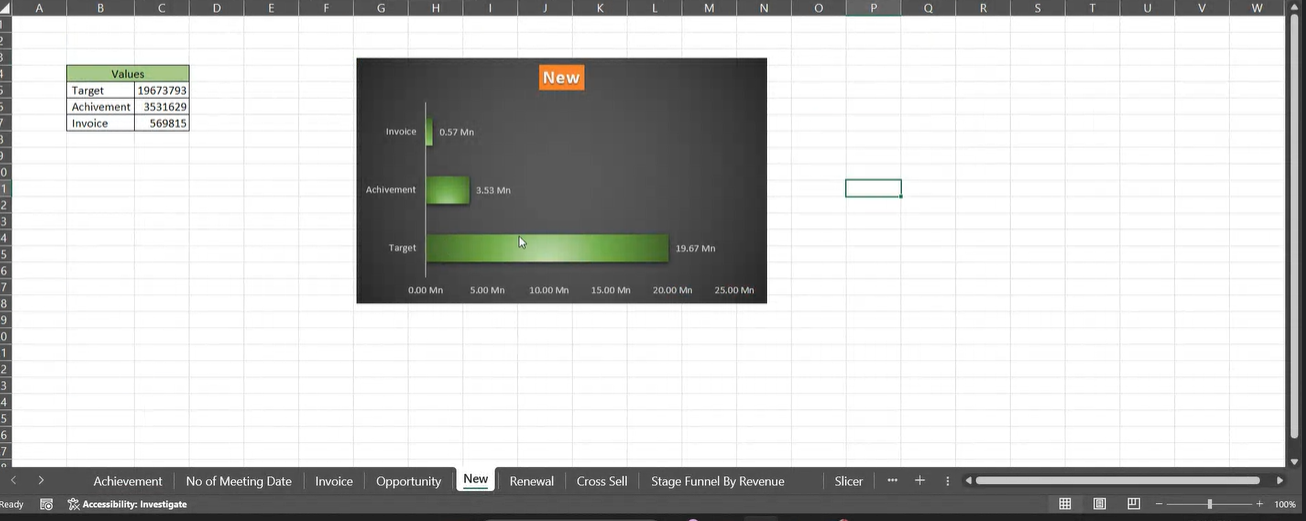 A B C D E F G H I J K L M N O P Q R S T U V W
Values
Target 19673793
Achivement 3531629
Invoice 569815
New
Invoice 0.57 Mn
Achivement 3.53 Mn
Target 19.67 Mn
0.00 Mn 5.00 Mn 10.00 Mn 15.00 Mn 20.00 Mn 25.00 Mn
Achievement No of Meeting Date Invoice Opportunity New Renewal Cross Sell Stage Funnel By Revenue Slicer
Ready Accessibility: Investigate 100%